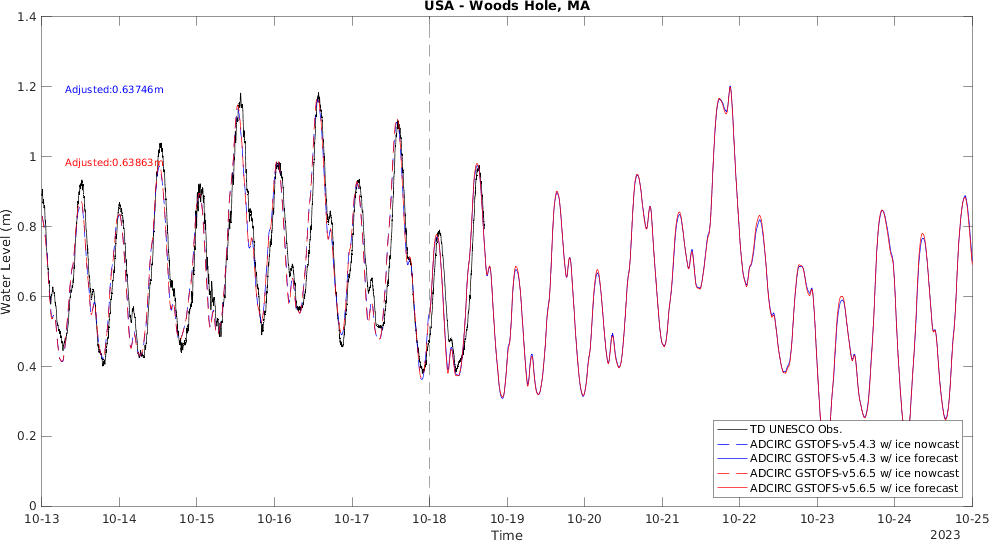 USA - Woods Hole, MA
1.4
1.2
1
0.8
0.6
0.4
0.2
0
Water Level (m)
Adjusted:0.63746m
Adjusted:0.63863m
TD UNESCO Obs.
ADCIRC GSTOFS-v5.4.3 w/ ice nowcast
ADCIRC GSTOFS-v5.4.3 w/ ice forecast
ADCIRC GSTOFS-v5.6.5 w/ ice nowcast
ADCIRC GSTOFS-v5.6.5 w/ ice forecast
10-13 10-14 10-15 10-16 10-17 10-18 10-19 10-20 10-21 10-22 10-23 10-24 10-25
Time
2023